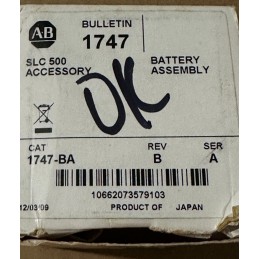 A-B
BULLETIN
1747
SLC 500 BATTERY
ACCESSORY ASSEMBLY
OK
CAT REV SER
1747-BA B A
10662073579103
12/03/09 PRODUCT OF JAPAN